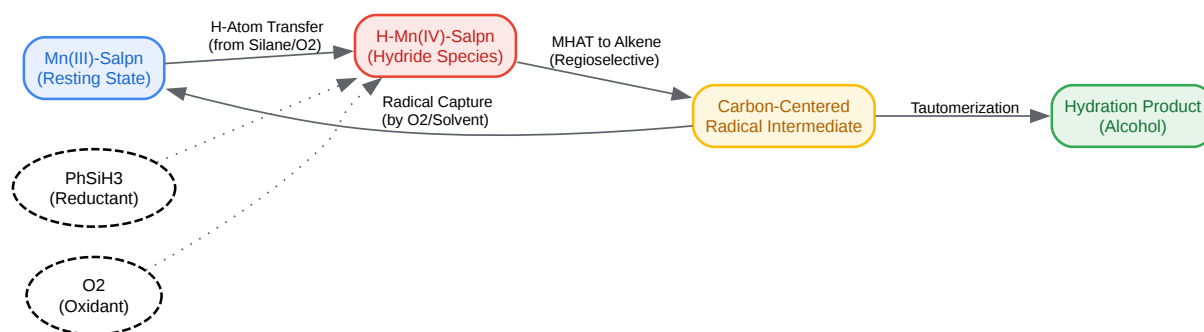 Mn(III)-Salpn
(Resting State)
H-Atom Transfer
(from Silane/O2)
H-Mn(IV)-Salpn
(Hydride Species)
MHAT to Alkene
(Regioselective)
Radical Capture
(by O2/Solvent)
Carbon-Centered
Radical Intermediate
Tautomerization
Hydration Product
(Alcohol)
PhSiH3
(Reductant)
O2
(Oxidant)